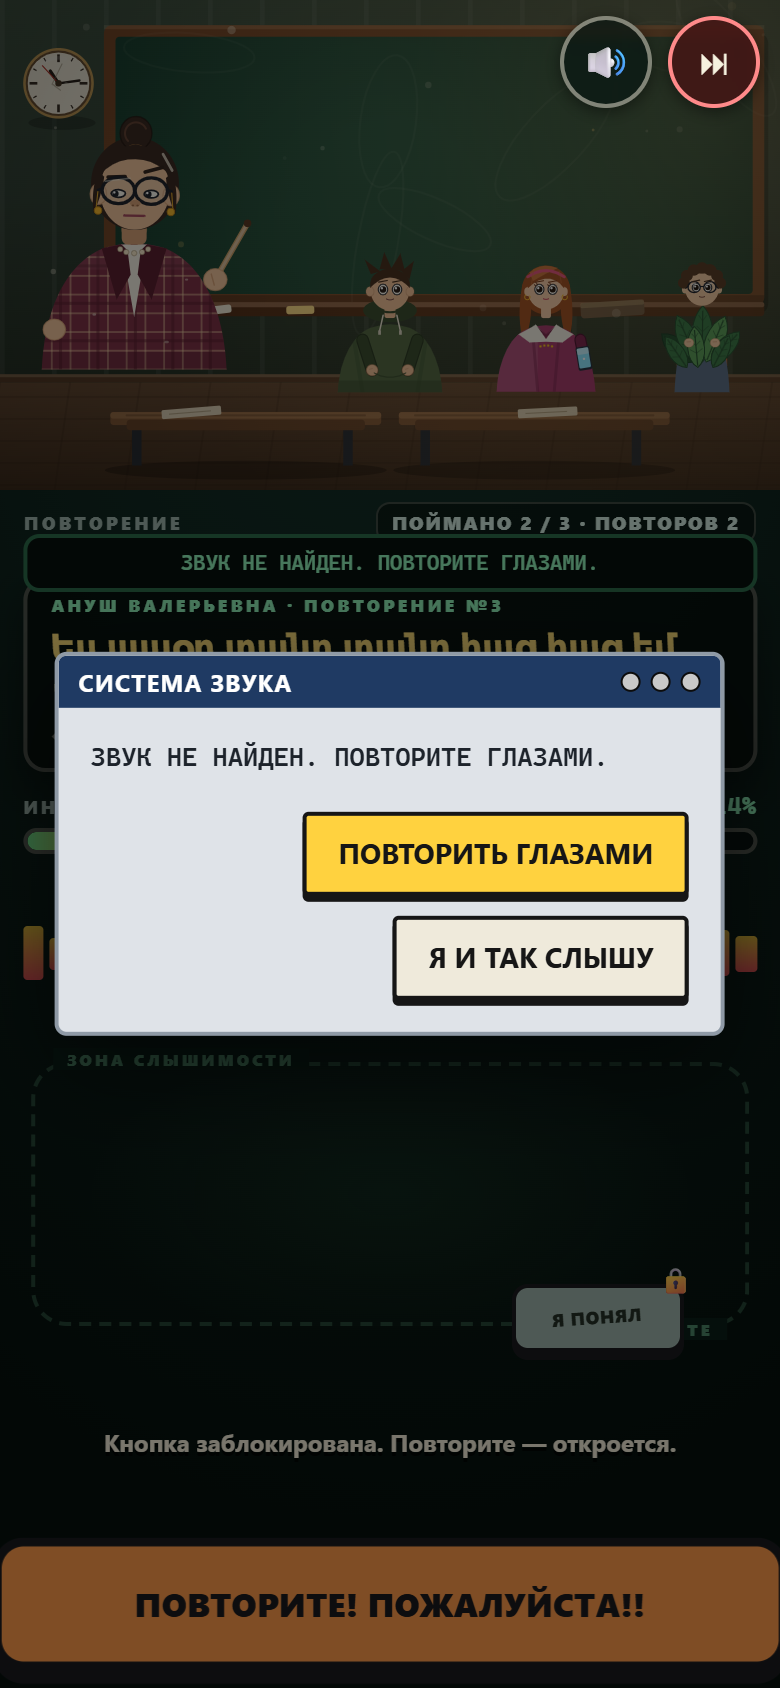 ПОВТОРЕНИЕ
ПОЙМАНО 2 / 3 · ПОВТОРОВ 2
ЗВУК НЕ НАЙДЕН. ПОВТОРИТЕ ГЛАЗАМИ.
АНУШ ВАЛЕРЬЕВНА · ПОВТОРЕНИЕ №3
СИСТЕМА ЗВУКА
ЗВУК НЕ НАЙДЕН. ПОВТОРИТЕ ГЛАЗАМИ.
4%
ПОВТОРИТЬ ГЛАЗАМИ
Я И ТАК СЛЫШУ
ЗОНА СЛЫШИМОСТИ
Я ПОНЯЛ
Кнопка заблокирована. Повторите — откроется.
ПОВТОРИТЕ! ПОЖАЛУЙСТА!!